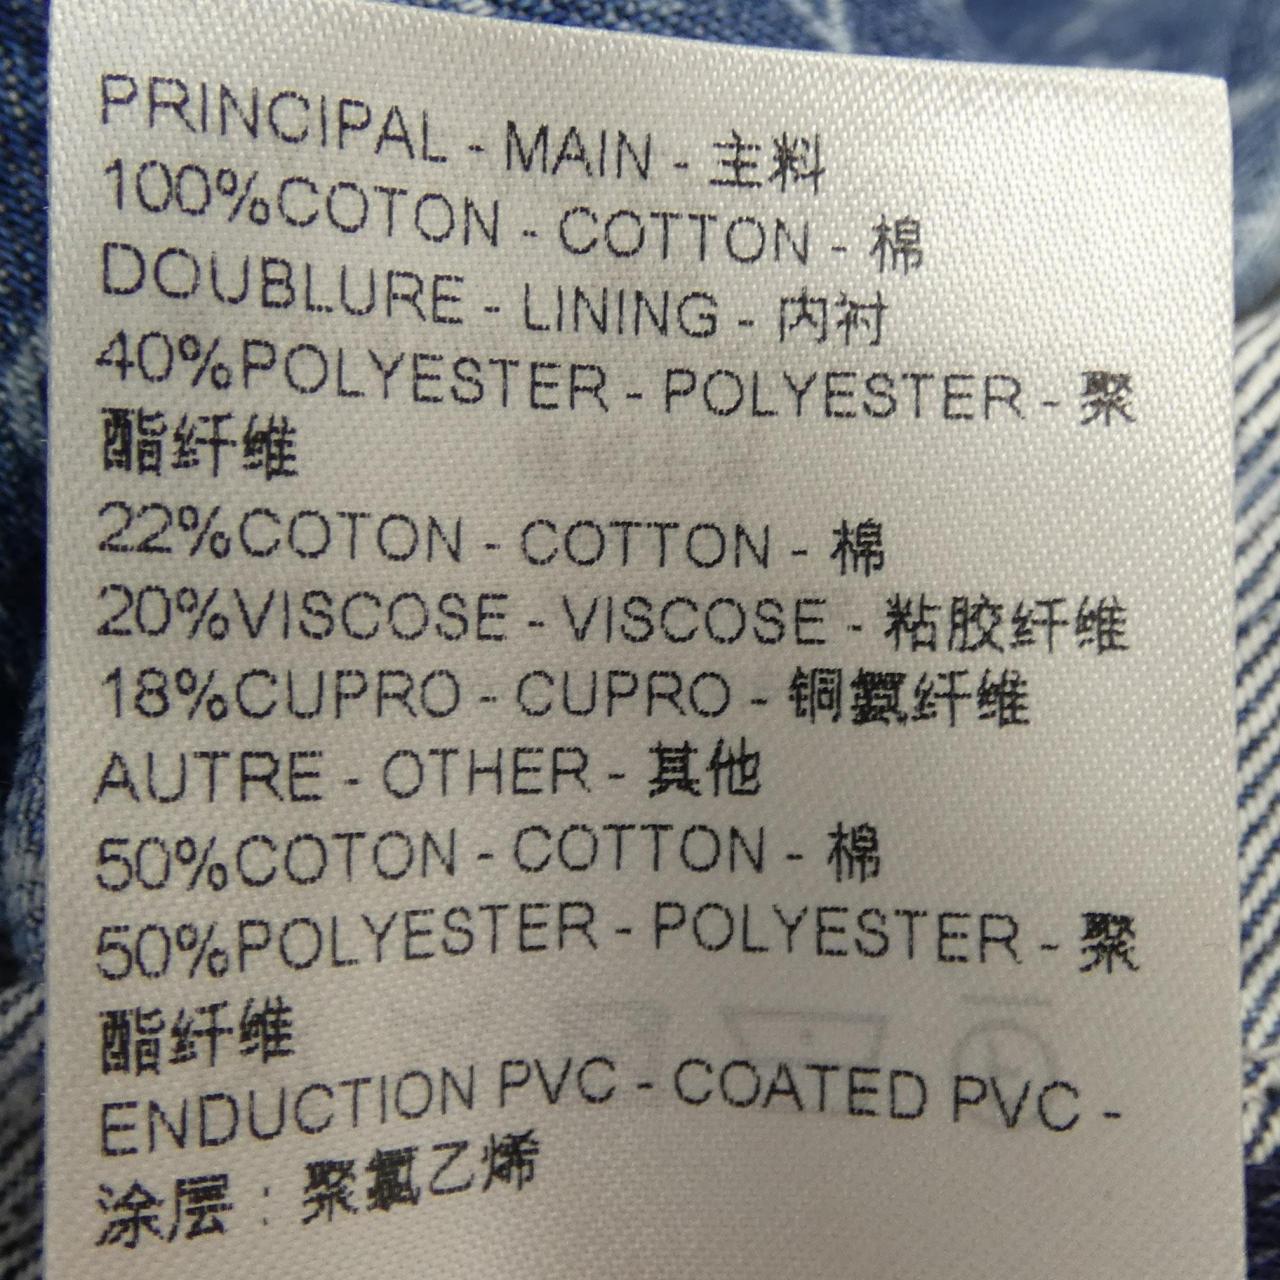 PRINCIPAL - MAIN - 主料
100%COTON - COTTON - 棉
DOUBLURE - LINING - 内衬
40%POLYESTER - POLYESTER - 聚
酯纤维
22%COTON - COTTON - 棉
20%VISCOSE - VISCOSE - 粘胶纤维
18%CUPRO - CUPRO - 铜氨纤维
AUTRE - OTHER - 其他
50%COTON - COTTON - 棉
50%POLYESTER - POLYESTER - 聚
酯纤维
ENDUCTION PVC - COATED PVC -
涂层 : 聚氯乙烯